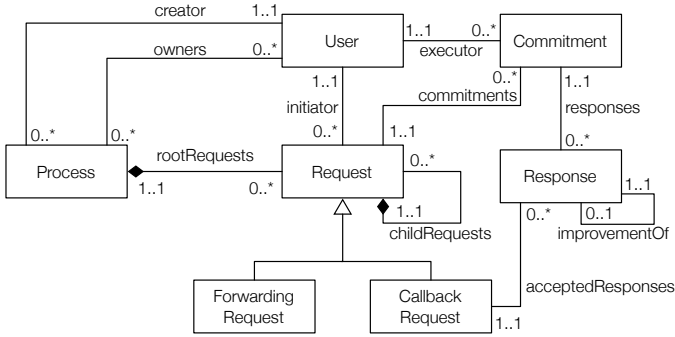 creator
1..1
User
1..1
0..*
Commitment
owners
0..*
executor
1..1
0..*
1..1
initiator
commitments
responses
0..*
0..*
0..*
1..1
0..*
Process
rootRequests
Request
0..*
Response
1..1
0..*
1..1
1..1
0..*
0..1
childRequests
improvementOf
Forwarding
Request
Callback
Request
acceptedResponses
1..1